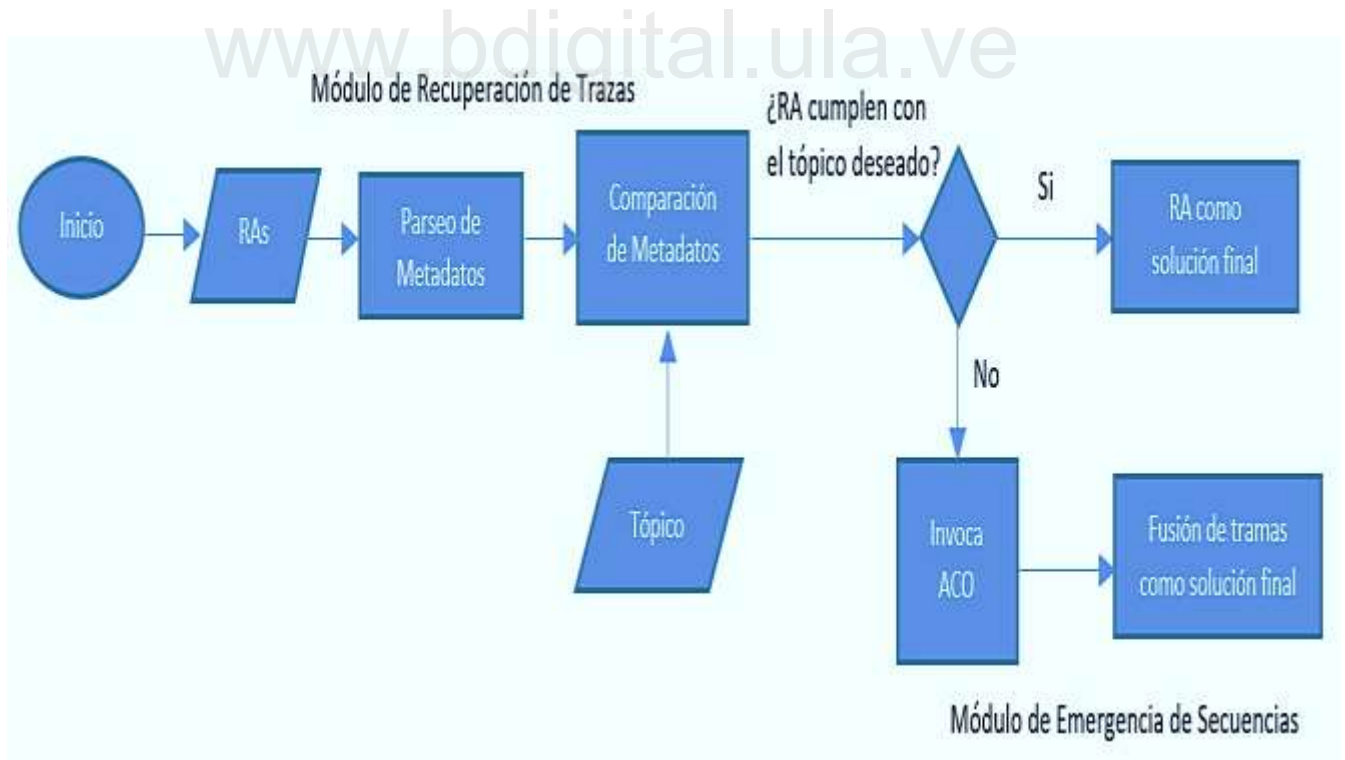 www.bdigital.ula.ve
Módulo de Recuperación de Trazas
¿RA cumplen con
el tópico deseado?
Inicio
RAs
Parseo de
Metadatos
Comparación
de Metadatos
Si
RA como
solución final
No
Tópico
Invoca
ACO
Fusión de tramas
como solución final
Módulo de Emergencia de Secuencias